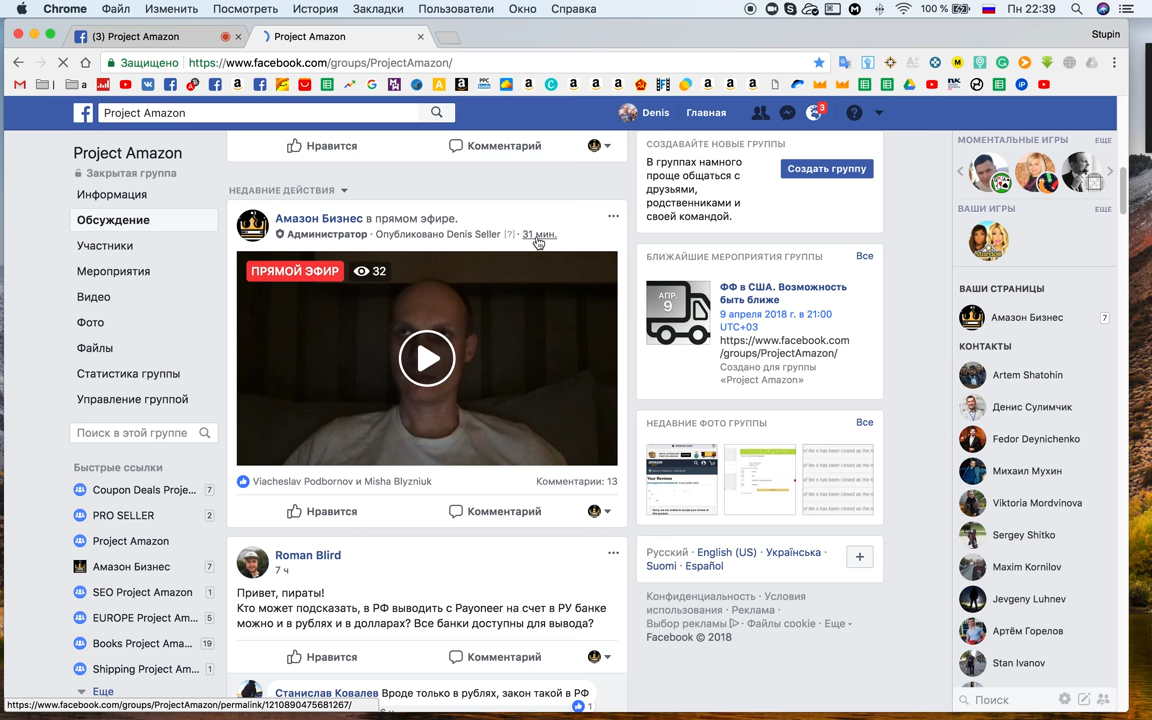 Chrome Файл Изменить Посмотреть История Закладки Пользователи Окно Справка 100 % Пн 22:39
(3) Project Amazon
Project Amazon
Stupin
Защищено https://www.facebook.com/groups/ProjectAmazon/
a
Project Amazon
Denis Главная 3
Project Amazon
Закрытая группа
Информация
Обсуждение
Участники
Мероприятия
Видео
Фото
Файлы
Статистика группы
Управление группой
Поиск в этой группе
Быстрые ссылки
Coupon Deals Proje... 7
PRO SELLER 2
Project Amazon
Амазон Бизнес 7
SEO Project Amazon 1
EUROPE Project Am... 5
Books Project Ama... 19
Shipping Project Am... 1
Еще
https://www.facebook.com/groups/ProjectAmazon/permalink/1210890475681267/
Нравится Комментарий
НЕДАВНИЕ ДЕЙСТВИЯ
Амазон Бизнес в прямом эфире.
Администратор · Опубликовано Denis Seller [?] · 31 мин.
ПРЯМОЙ ЭФИР 32
Viacheslav Podbornov и Misha Blyzniuk Комментарии: 13
Нравится Комментарий
Roman Blird
7 ч
Привет, пираты!
Кто может подсказать, в РФ выводить с Payoneer на счет в РУ банке
можно и в рублях и в долларах? Все банки доступны для вывода?
Нравится Комментарий
Станислав Ковалев Вроде только в рублях, закон такой в РФ
1
СОЗДАВАЙТЕ НОВЫЕ ГРУППЫ
В группах намного
проще общаться с
друзьями,
родственниками и
своей командой.
Создать группу
БЛИЖАЙШИЕ МЕРОПРИЯТИЯ ГРУППЫ Все
АПР
9
ФФ в США. Возможность
быть ближе
9 апреля 2018 г. в 21:00
UTC+03
https://www.facebook.com
/groups/ProjectAmazon/
Создано для группы
«Project Amazon»
НЕДАВНИЕ ФОТО ГРУППЫ Все
Русский · English (US) · Українська ·
Suomi · Español
Конфиденциальность · Условия
использования · Реклама ·
Выбор рекламы · Файлы cookie · Еще
Facebook © 2018
МОМЕНТАЛЬНЫЕ ИГРЫ ЕЩЕ
ВАШИ ИГРЫ ЕЩЕ
ВАШИ СТРАНИЦЫ
Амазон Бизнес 7
КОНТАКТЫ
Artem Shatohin
Денис Сулимчик
Fedor Deynichenko
Михаил Мухин
Viktoria Mordvinova
Sergey Shitko
Maxim Kornilov
Jevgeny Luhnev
Артём Горелов
Stan Ivanov
Поиск